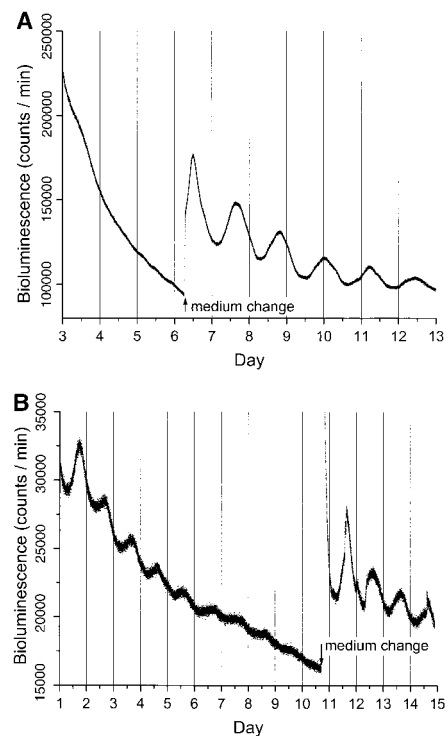 A
Bioluminescence (counts / min)
250000
200000
150000
100000
medium change
3 4 5 6 7 8 9 10 11 12 13
Day
B
Bioluminescence (counts / min)
35000
30000
25000
20000
15000
medium change
1 2 3 4 5 6 7 8 9 10 11 12 13 14 15
Day